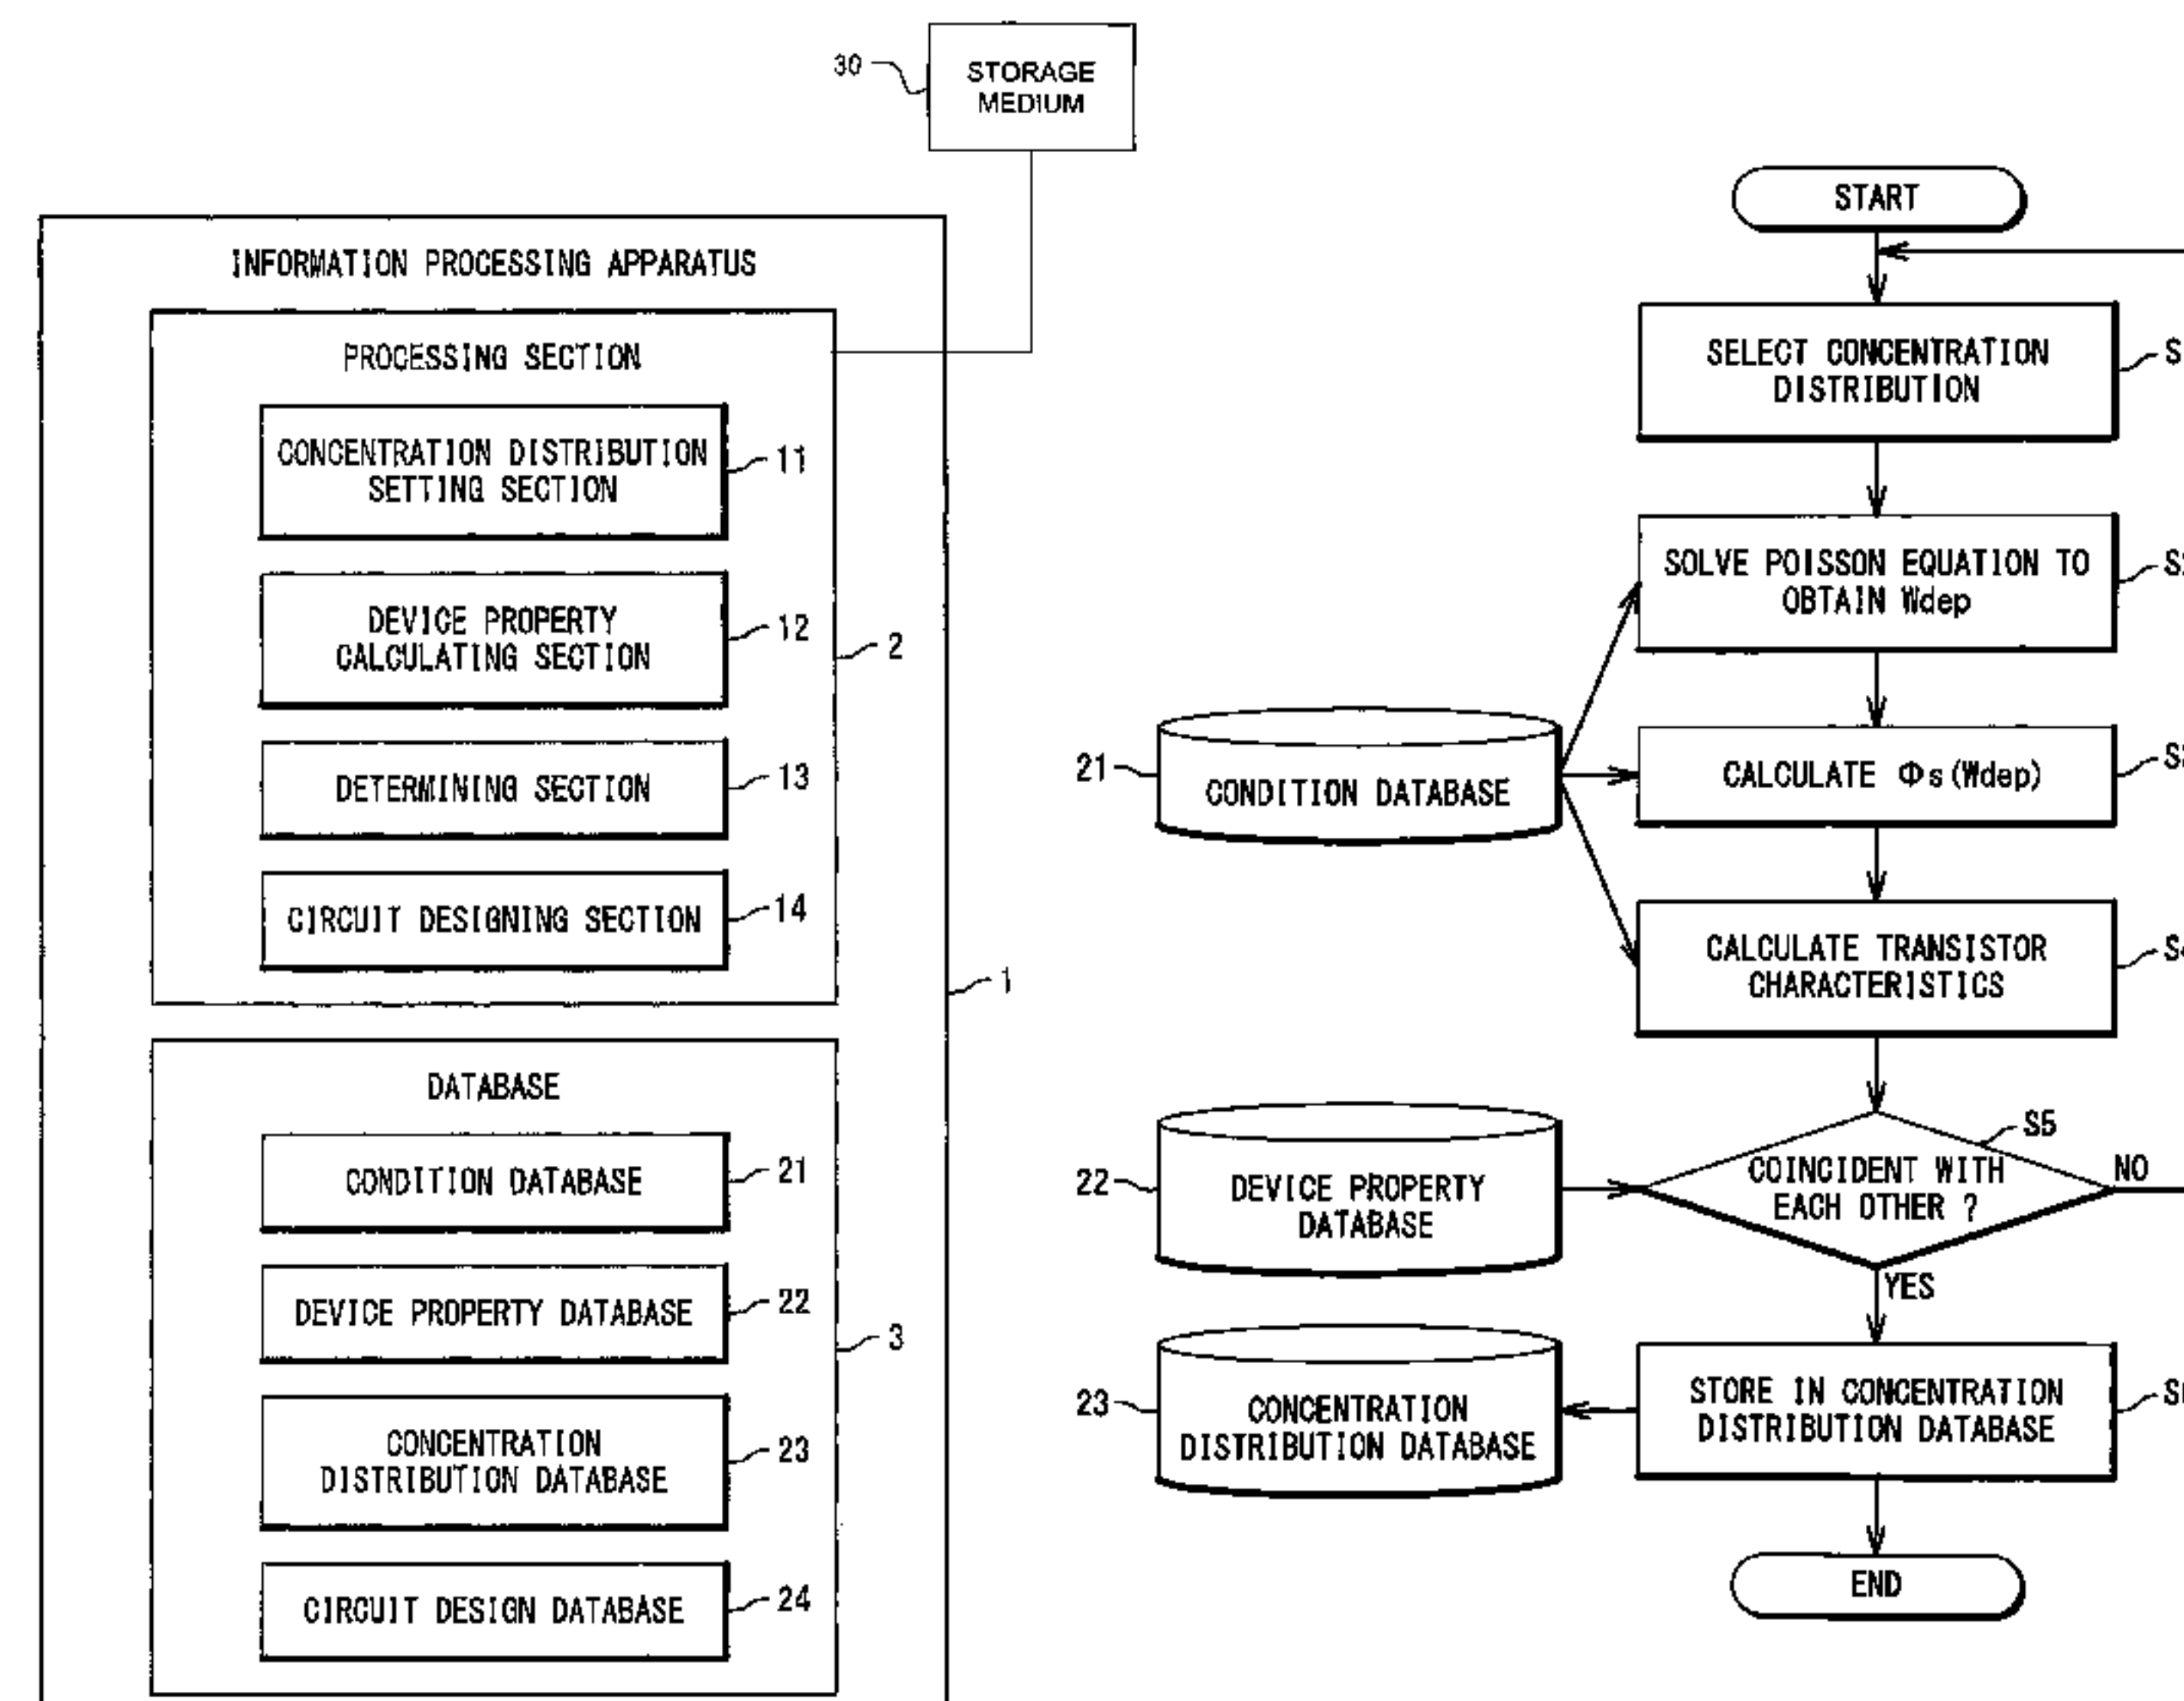 30
STORAGE
MEDIUM
INFORMATION PROCESSING APPARATUS
PROCESSING SECTION
CONCENTRATION DISTRIBUTION
SETTING SECTION
11
DEVICE PROPERTY
CALCULATING SECTION
12
2
DETERMINING SECTION
13
CIRCUIT DESIGNING SECTION
14
1
DATABASE
CONDITION DATABASE
21
DEVICE PROPERTY DATABASE
22
3
CONCENTRATION
DISTRIBUTION DATABASE
23
CIRCUIT DESIGN DATABASE
24
START
SELECT CONCENTRATION
DISTRIBUTION
SOLVE POISSON EQUATION TO
OBTAIN Wdep
21
CONDITION DATABASE
CALCULATE Φs(Wdep)
CALCULATE TRANSISTOR
CHARACTERISTICS
S5
22
DEVICE PROPERTY
DATABASE
COINCIDENT WITH
EACH OTHER ?
NO
YES
23
CONCENTRATION
DISTRIBUTION DATABASE
STORE IN CONCENTRATION
DISTRIBUTION DATABASE
END